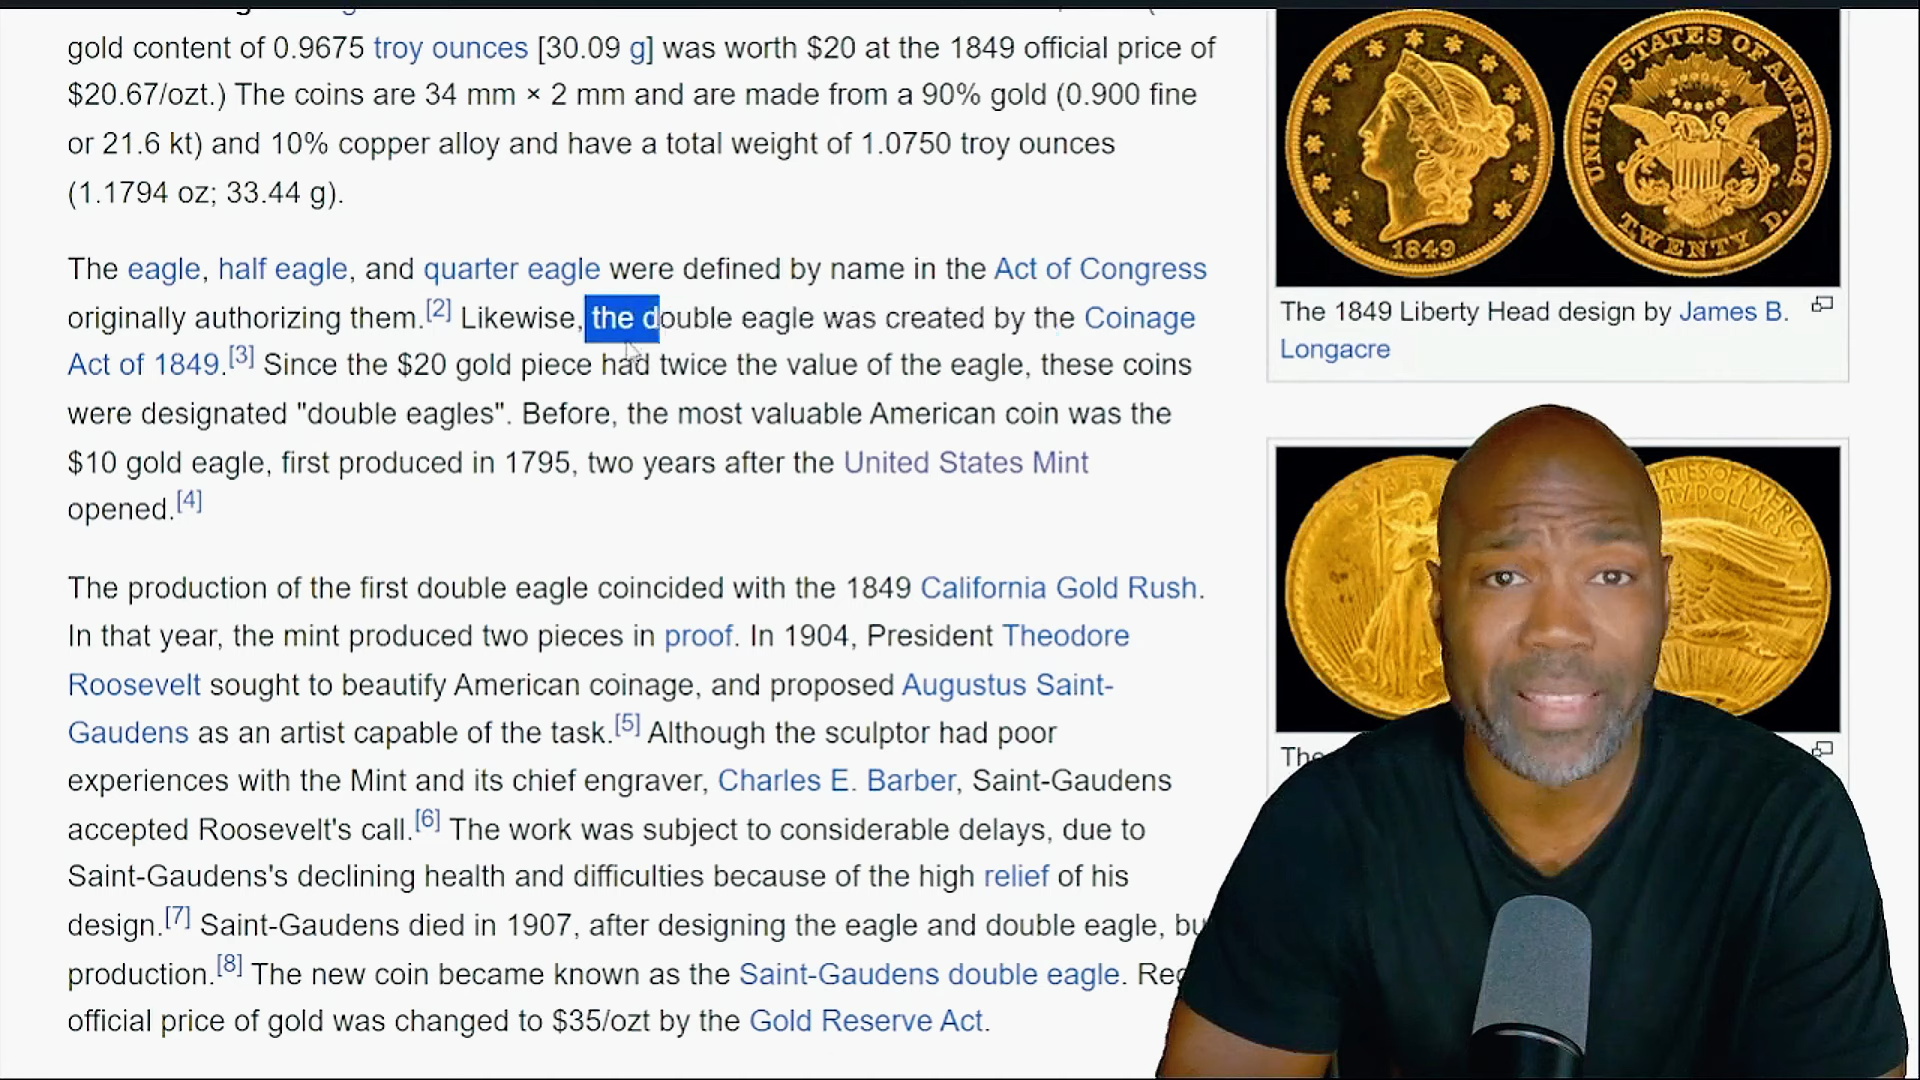 gold content of 0.9675 troy ounces [30.09 g] was worth $20 at the 1849 official price of
$20.67/ozt.) The coins are 34 mm × 2 mm and are made from a 90% gold (0.900 fine
or 21.6 kt) and 10% copper alloy and have a total weight of 1.0750 troy ounces
(1.1794 oz; 33.44 g).
The eagle, half eagle, and quarter eagle were defined by name in the Act of Congress
originally authorizing them.[2] Likewise, the double eagle was created by the Coinage
Act of 1849.[3] Since the $20 gold piece had twice the value of the eagle, these coins
were designated "double eagles". Before, the most valuable American coin was the
$10 gold eagle, first produced in 1795, two years after the United States Mint
opened.[4]
The production of the first double eagle coincided with the 1849 California Gold Rush.
In that year, the mint produced two pieces in proof. In 1904, President Theodore
Roosevelt sought to beautify American coinage, and proposed Augustus Saint-
Gaudens as an artist capable of the task.[5] Although the sculptor had poor
experiences with the Mint and its chief engraver, Charles E. Barber, Saint-Gaudens
accepted Roosevelt's call.[6] The work was subject to considerable delays, due to
Saint-Gaudens's declining health and difficulties because of the high relief of his
design.[7] Saint-Gaudens died in 1907, after designing the eagle and double eagle,
production.[8] The new coin became known as the Saint-Gaudens double eagle.
official price of gold was changed to $35/ozt by the Gold Reserve Act.
1849
UNITED STATES OF AMERICA
TWENTY D.
The 1849 Liberty Head design by James B.
Longacre
OF AMERICA
DOLLARS
The